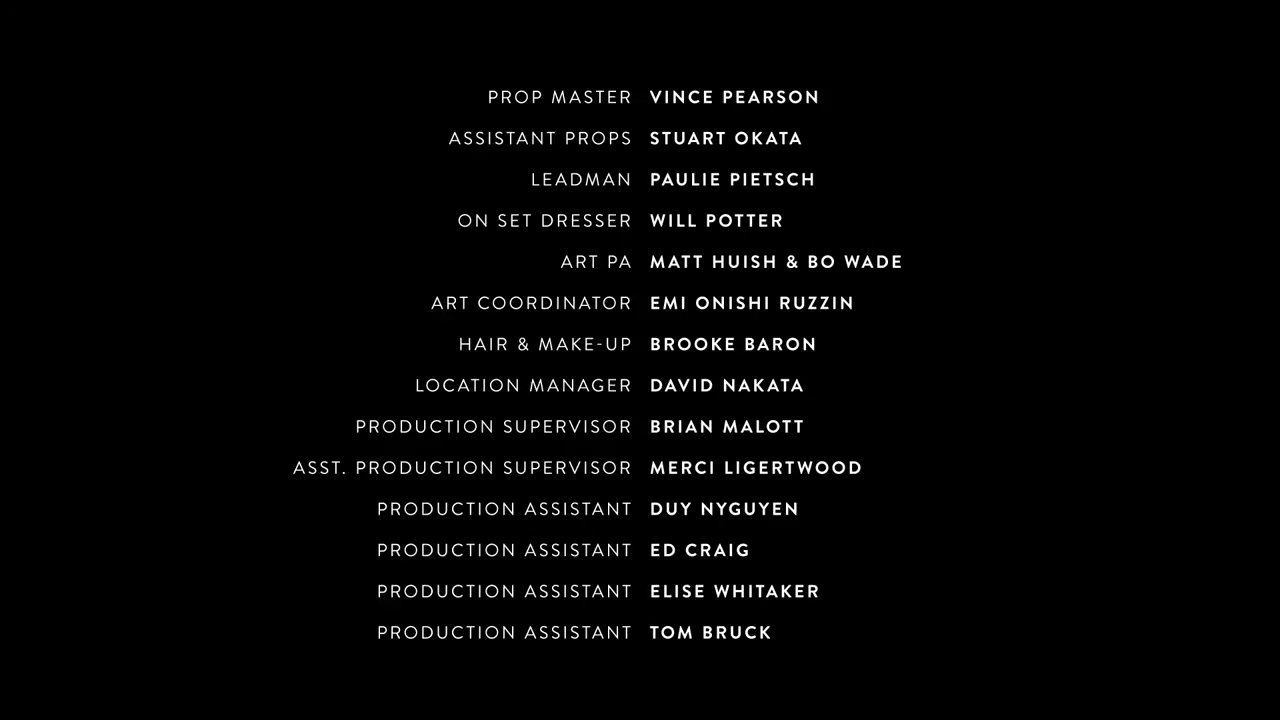 PROP MASTER VINCE PEARSON
ASSISTANT PROPS STUART OKATA
LEADMAN PAULIE PIETSCH
ON SET DRESSER WILL POTTER
ART PA MATT HUISH & BO WADE
ART COORDINATOR EMI ONISHI RUZZIN
HAIR & MAKE-UP BROOKE BARON
LOCATION MANAGER DAVID NAKATA
PRODUCTION SUPERVISOR BRIAN MALOTT
ASST. PRODUCTION SUPERVISOR MERCI LIGERTWOOD
PRODUCTION ASSISTANT DUY NYGUYEN
PRODUCTION ASSISTANT ED CRAIG
PRODUCTION ASSISTANT ELISE WHITAKER
PRODUCTION ASSISTANT TOM BRUCK